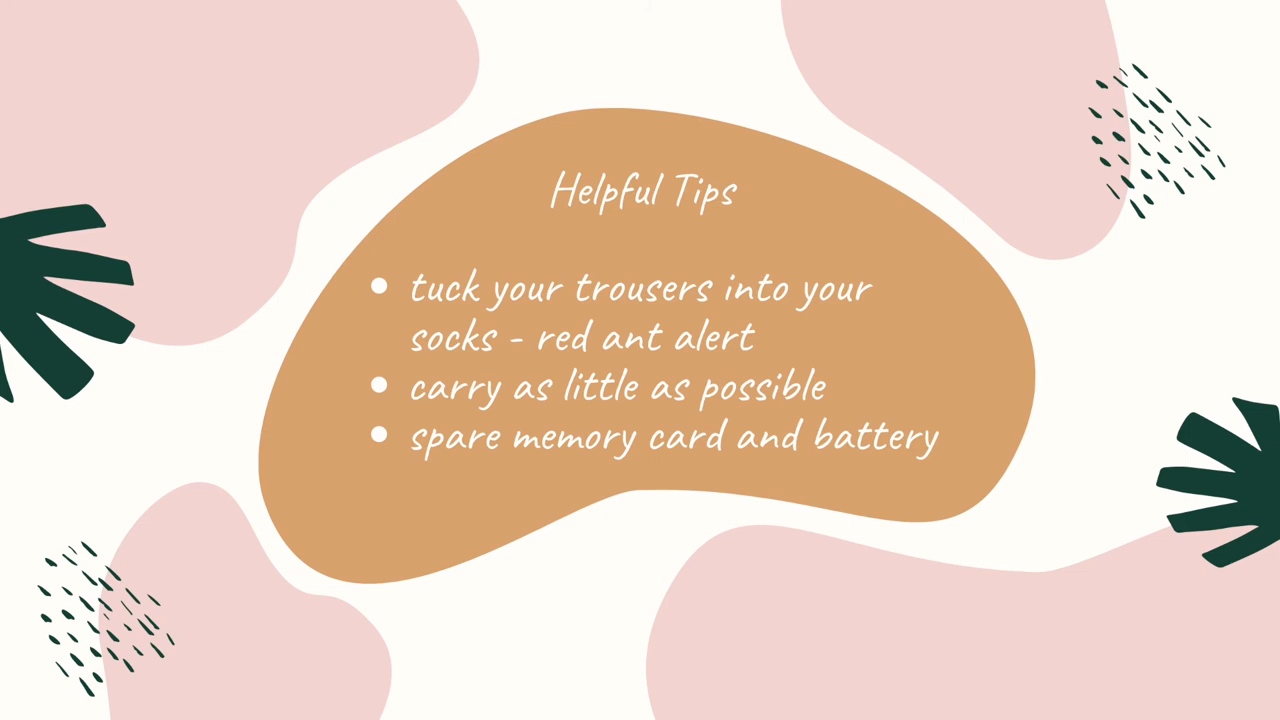 Helpful Tips
• tuck your trousers into your
socks - red ant alert
• carry as little as possible
• spare memory card and battery